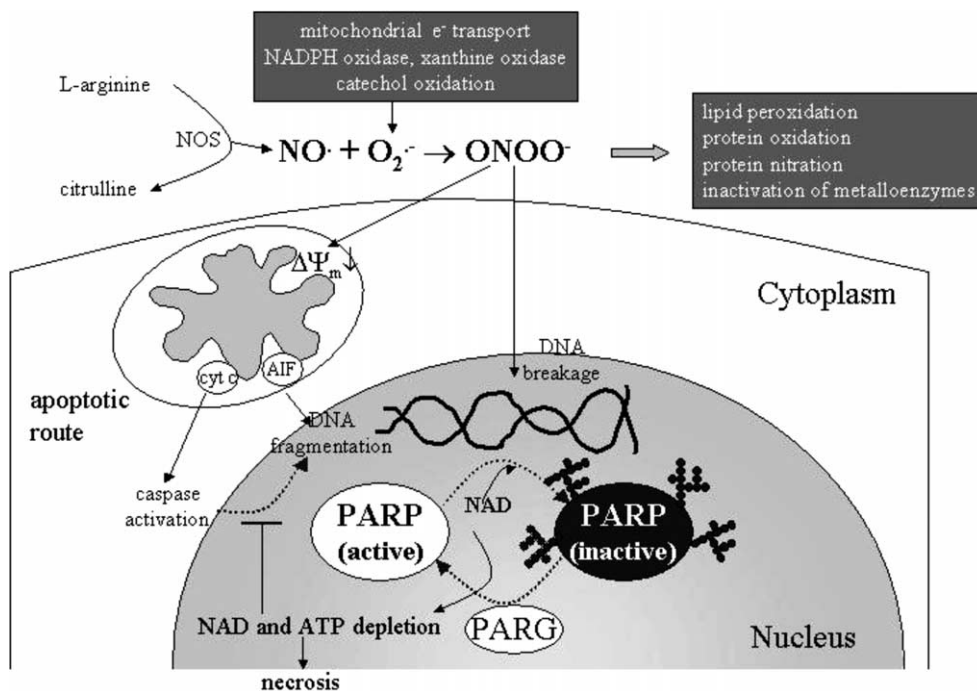 mitochondrial e- transport
NADPH oxidase, xanthine oxidase
catechol oxidation
L-arginine
NOS
citrulline
NO· + O2·- → ONOO-
lipid peroxidation
protein oxidation
protein nitration
inactivation of metalloenzymes
ΔΨm↓
Cytoplasm
cyt c
AIF
apoptotic
route
DNA
breakage
DNA
fragmentation
caspase
activation
PARP
(active)
NAD
PARP
(inactive)
NAD and ATP depletion
PARG
Nucleus
necrosis